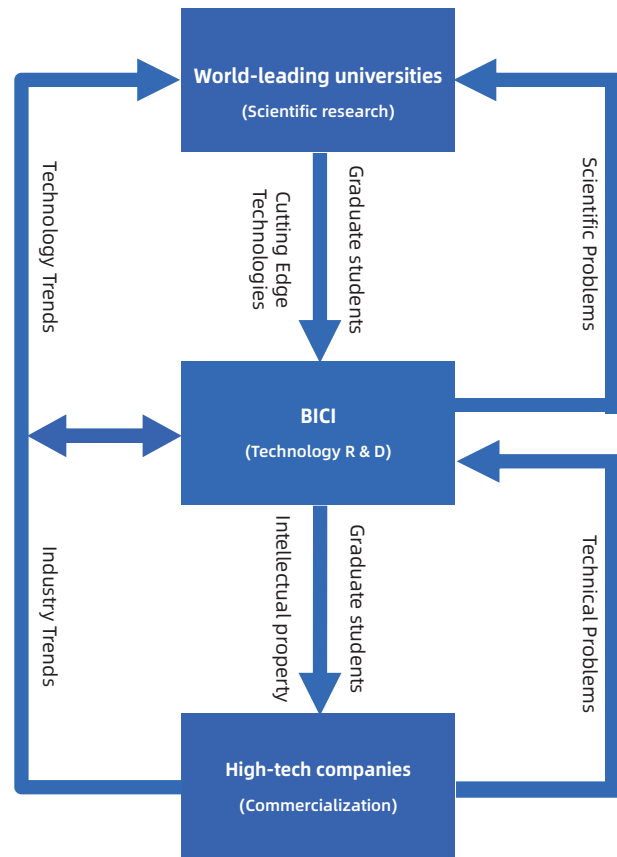 World-leading universities
(Scientific research)
Technology Trends
Cutting Edge
Technologies
Graduate students
Scientific Problems
BICI
(Technology R & D)
Industry Trends
Intellectual property
Graduate students
Technical Problems
High-tech companies
(Commercialization)